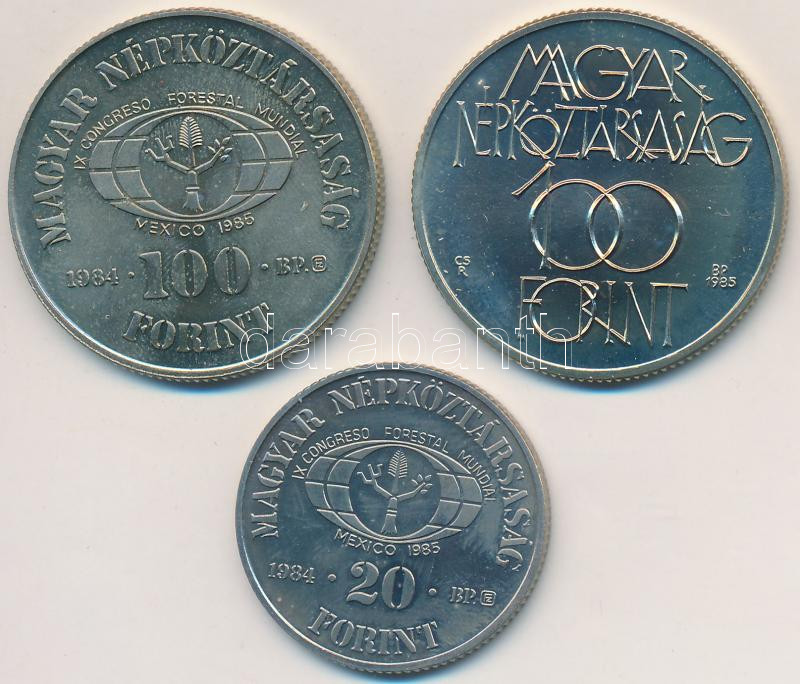 MAGYAR NÉPKÖZTÁRSASÁG
IX CONGRESO FORESTAL MUNDIAL
MEXICO 1985
1984 · 100 · BP.
FORINT
MAGYAR
NÉPKÖZTÁRSASÁG
100
CS
R
BP
1985
FORINT
darabanth
MAGYAR NÉPKÖZTÁRSASÁG
IX CONGRESO FORESTAL MUNDIAL
MEXICO 1985
1984 · 20 · BP.
FORINT